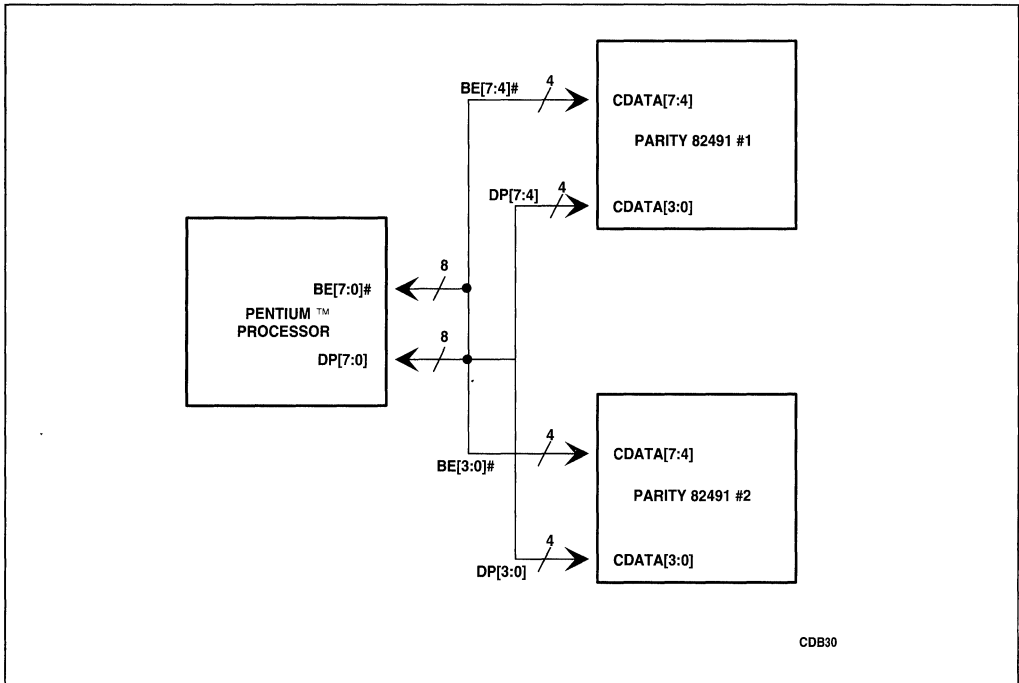 BE[7:4]#
4
CDATA[7:4]
PARITY 82491 #1
DP[7:4]
4
CDATA[3:0]
8
BE[7:0]#
PENTIUM ™
PROCESSOR
8
DP[7:0]
4
CDATA[7:4]
BE[3:0]#
PARITY 82491 #2
4
CDATA[3:0]
DP[3:0]
CDB30